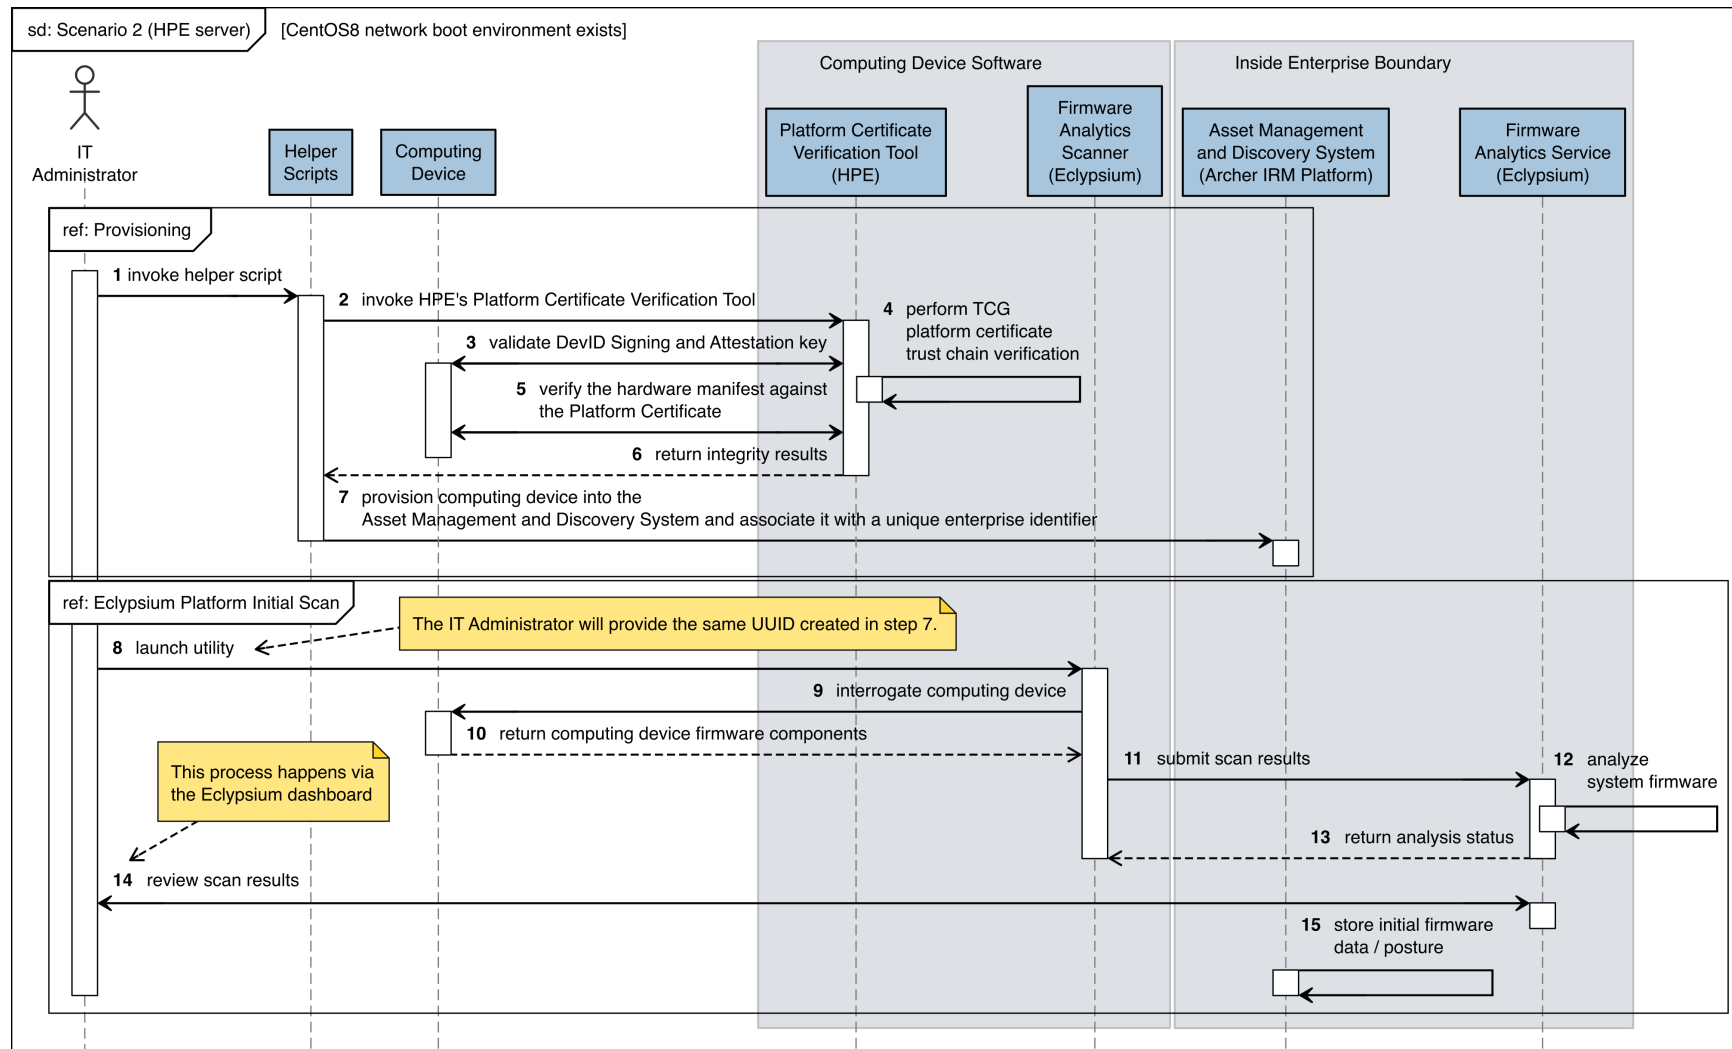 sd: Scenario 2 (HPE server)
[CentOS8 network boot environment exists]
Computing Device Software
Inside Enterprise Boundary
IT
Administrator
Helper
Scripts
Computing
Device
Platform Certificate
Verification Tool
(HPE)
Firmware
Analytics
Scanner
(Eclypsium)
Asset Management
and Discovery System
(Archer IRM Platform)
Firmware
Analytics Service
(Eclypsium)
ref: Provisioning
1 invoke helper script
2 invoke HPE's Platform Certificate Verification Tool
3 validate DevID Signing and Attestation key
4 perform TCG
platform certificate
trust chain verification
5 verify the hardware manifest against
the Platform Certificate
6 return integrity results
7 provision computing device into the
Asset Management and Discovery System and associate it with a unique enterprise identifier
ref: Eclypsium Platform Initial Scan
The IT Administrator will provide the same UUID created in step 7.
8 launch utility
9 interrogate computing device
10 return computing device firmware components
11 submit scan results
12 analyze
system firmware
This process happens via
the Eclypsium dashboard
13 return analysis status
14 review scan results
15 store initial firmware
data / posture